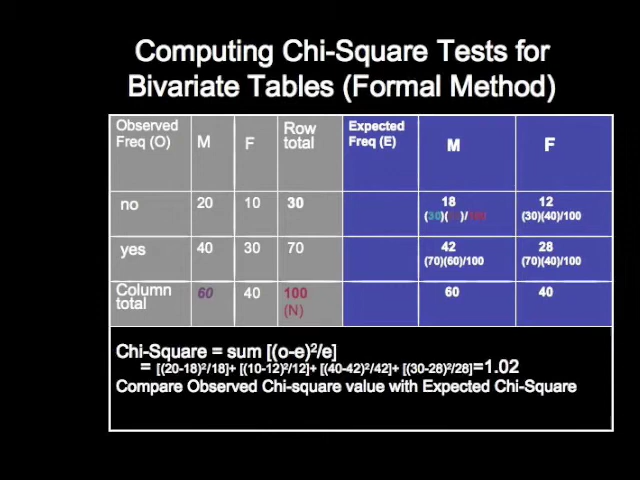 Computing Chi-Square Tests for
Bivariate Tables (Formal Method)
Observed Freq (O) M F Row total Expected Freq (E) M F
no 20 10 30 18 12
(30)( )/ (30)(40)/100
yes 40 30 70 42 28
(70)(60)/100 (70)(40)/100
Column total 60 40 100 (N) 60 40
Chi-Square = sum [(o-e)²/e]
= [(20-18)²/18]+ [(10-12)²/12]+ [(40-42)²/42]+ [(30-28)²/28]=1.02
Compare Observed Chi-square value with Expected Chi-Square